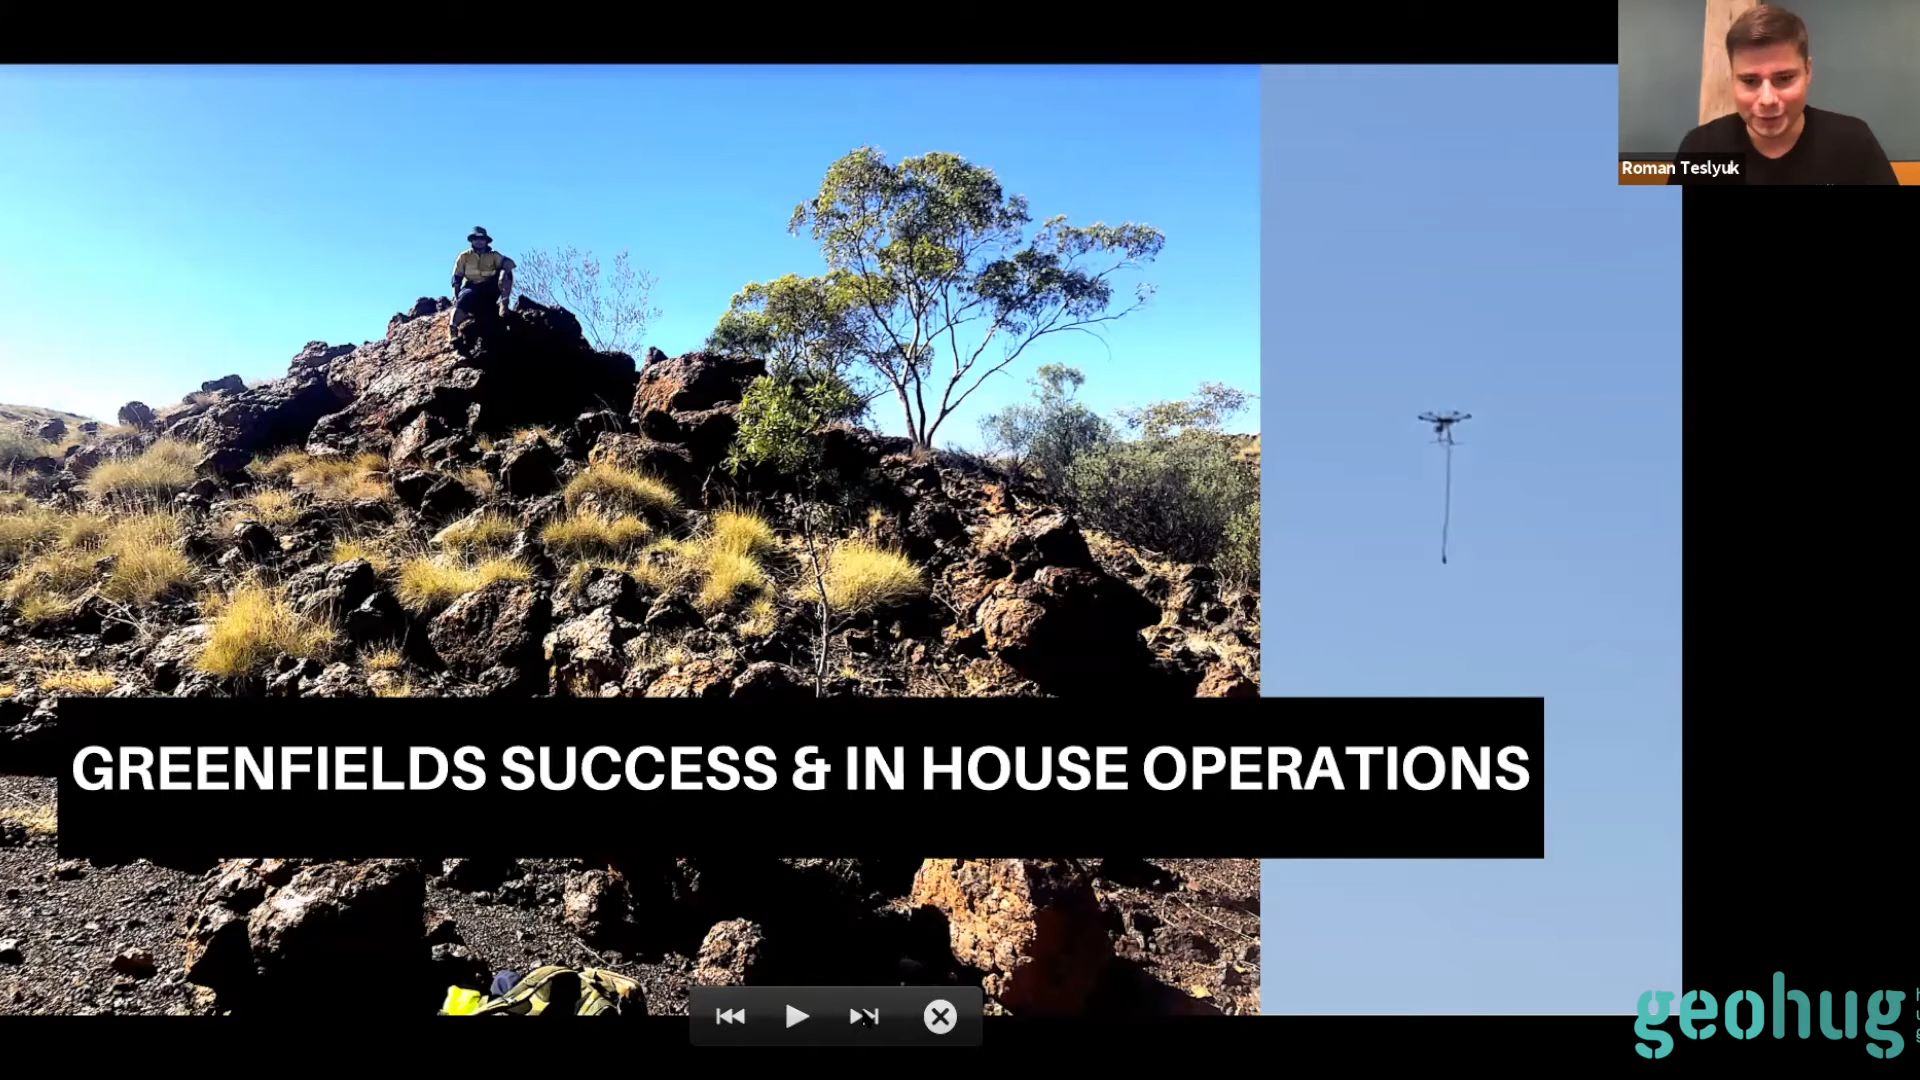 Roman Teslyuk
GREENFIELDS SUCCESS & IN HOUSE OPERATIONS
geohug